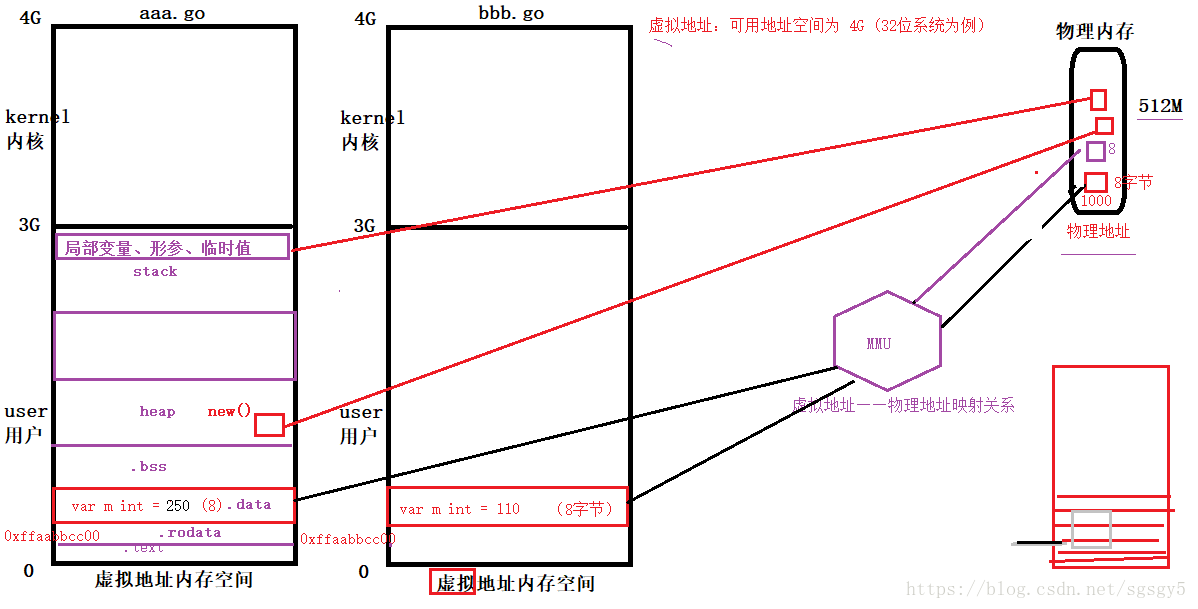 4G
aaa.go
4G
bbb.go
虚拟地址：可用地址空间为 4G（32位系统为例）
物理内存
512M
kernel
内核
kernel
内核
8
8字节
1000
物理地址
3G
3G
局部变量、形参、临时值
stack
MMU
虚拟地址——物理地址映射关系
user
用户
heap
new()
user
用户
.bss
var m int = 250 (8) .data
var m int = 110 （8字节）
0xffaabbcc00
.rodata
0xffaabbcc00
.text
0
虚拟地址内存空间
0
虚拟地址内存空间
https://blog.csdn.net/sgsgy5